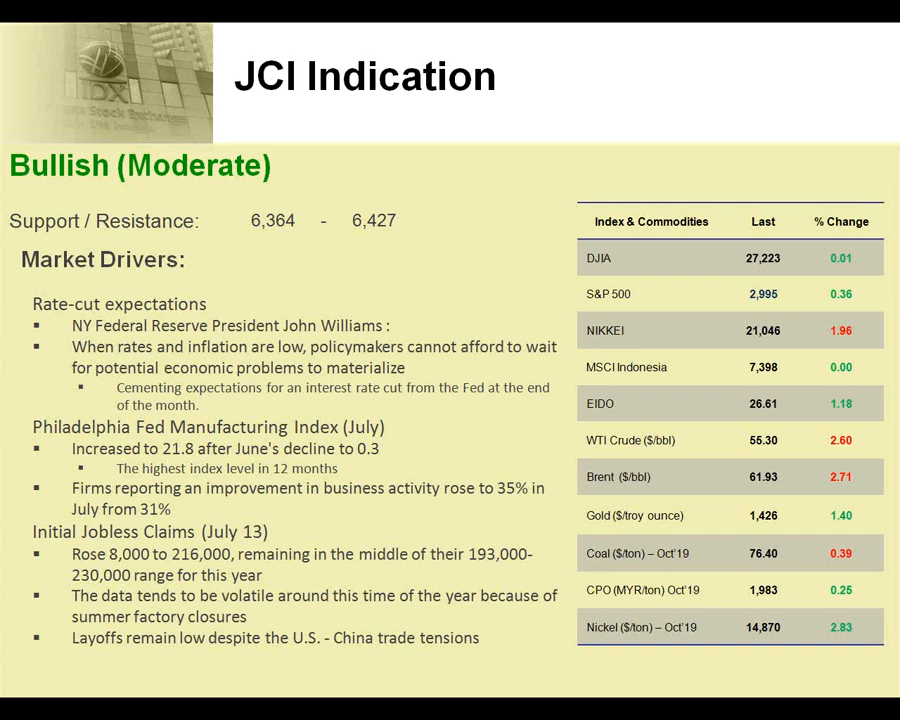 IDX
Stock Exchange
JCI Indication
Bullish (Moderate)
Support / Resistance: 6,364 - 6,427
Market Drivers:
Rate-cut expectations
▪ NY Federal Reserve President John Williams :
▪ When rates and inflation are low, policymakers cannot afford to wait
for potential economic problems to materialize
▪ Cementing expectations for an interest rate cut from the Fed at the end
of the month.
Philadelphia Fed Manufacturing Index (July)
▪ Increased to 21.8 after June's decline to 0.3
▪ The highest index level in 12 months
▪ Firms reporting an improvement in business activity rose to 35% in
July from 31%
Initial Jobless Claims (July 13)
▪ Rose 8,000 to 216,000, remaining in the middle of their 193,000-
230,000 range for this year
▪ The data tends to be volatile around this time of the year because of
summer factory closures
▪ Layoffs remain low despite the U.S. - China trade tensions
Index & Commodities Last % Change
DJIA 27,223 0.01
S&P 500 2,995 0.36
NIKKEI 21,046 1.96
MSCI Indonesia 7,398 0.00
EIDO 26.61 1.18
WTI Crude ($/bbl) 55.30 2.60
Brent ($/bbl) 61.93 2.71
Gold ($/troy ounce) 1,426 1.40
Coal ($/ton) – Oct'19 76.40 0.39
CPO (MYR/ton) Oct'19 1,983 0.25
Nickel ($/ton) – Oct'19 14,870 2.83